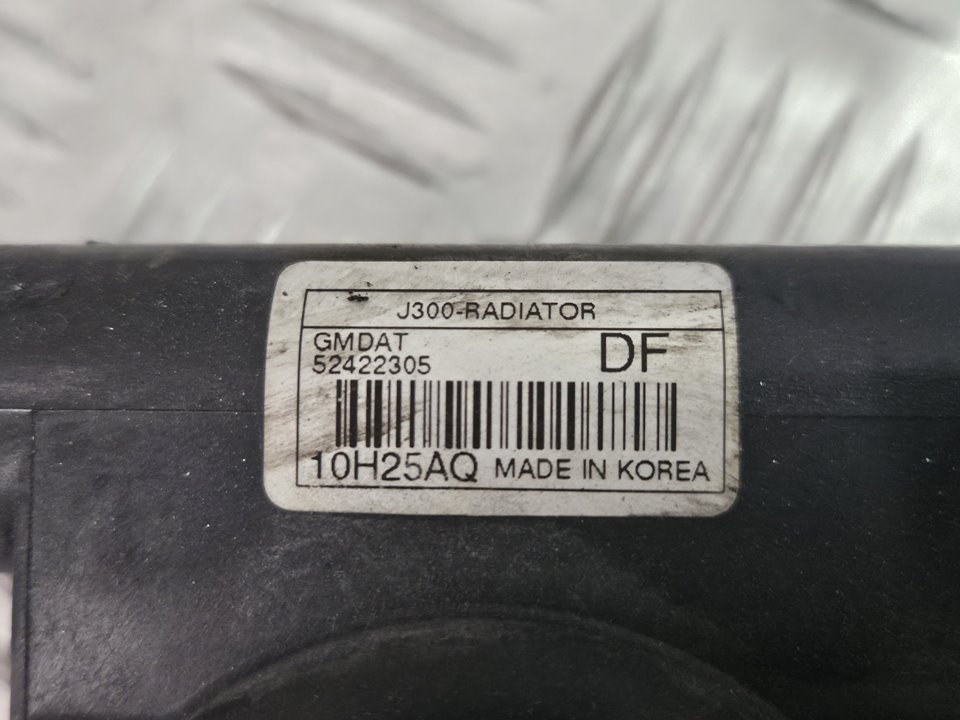 J300-RADIATOR
GMDAT
52422305
DF
10H25AQ MADE IN KOREA